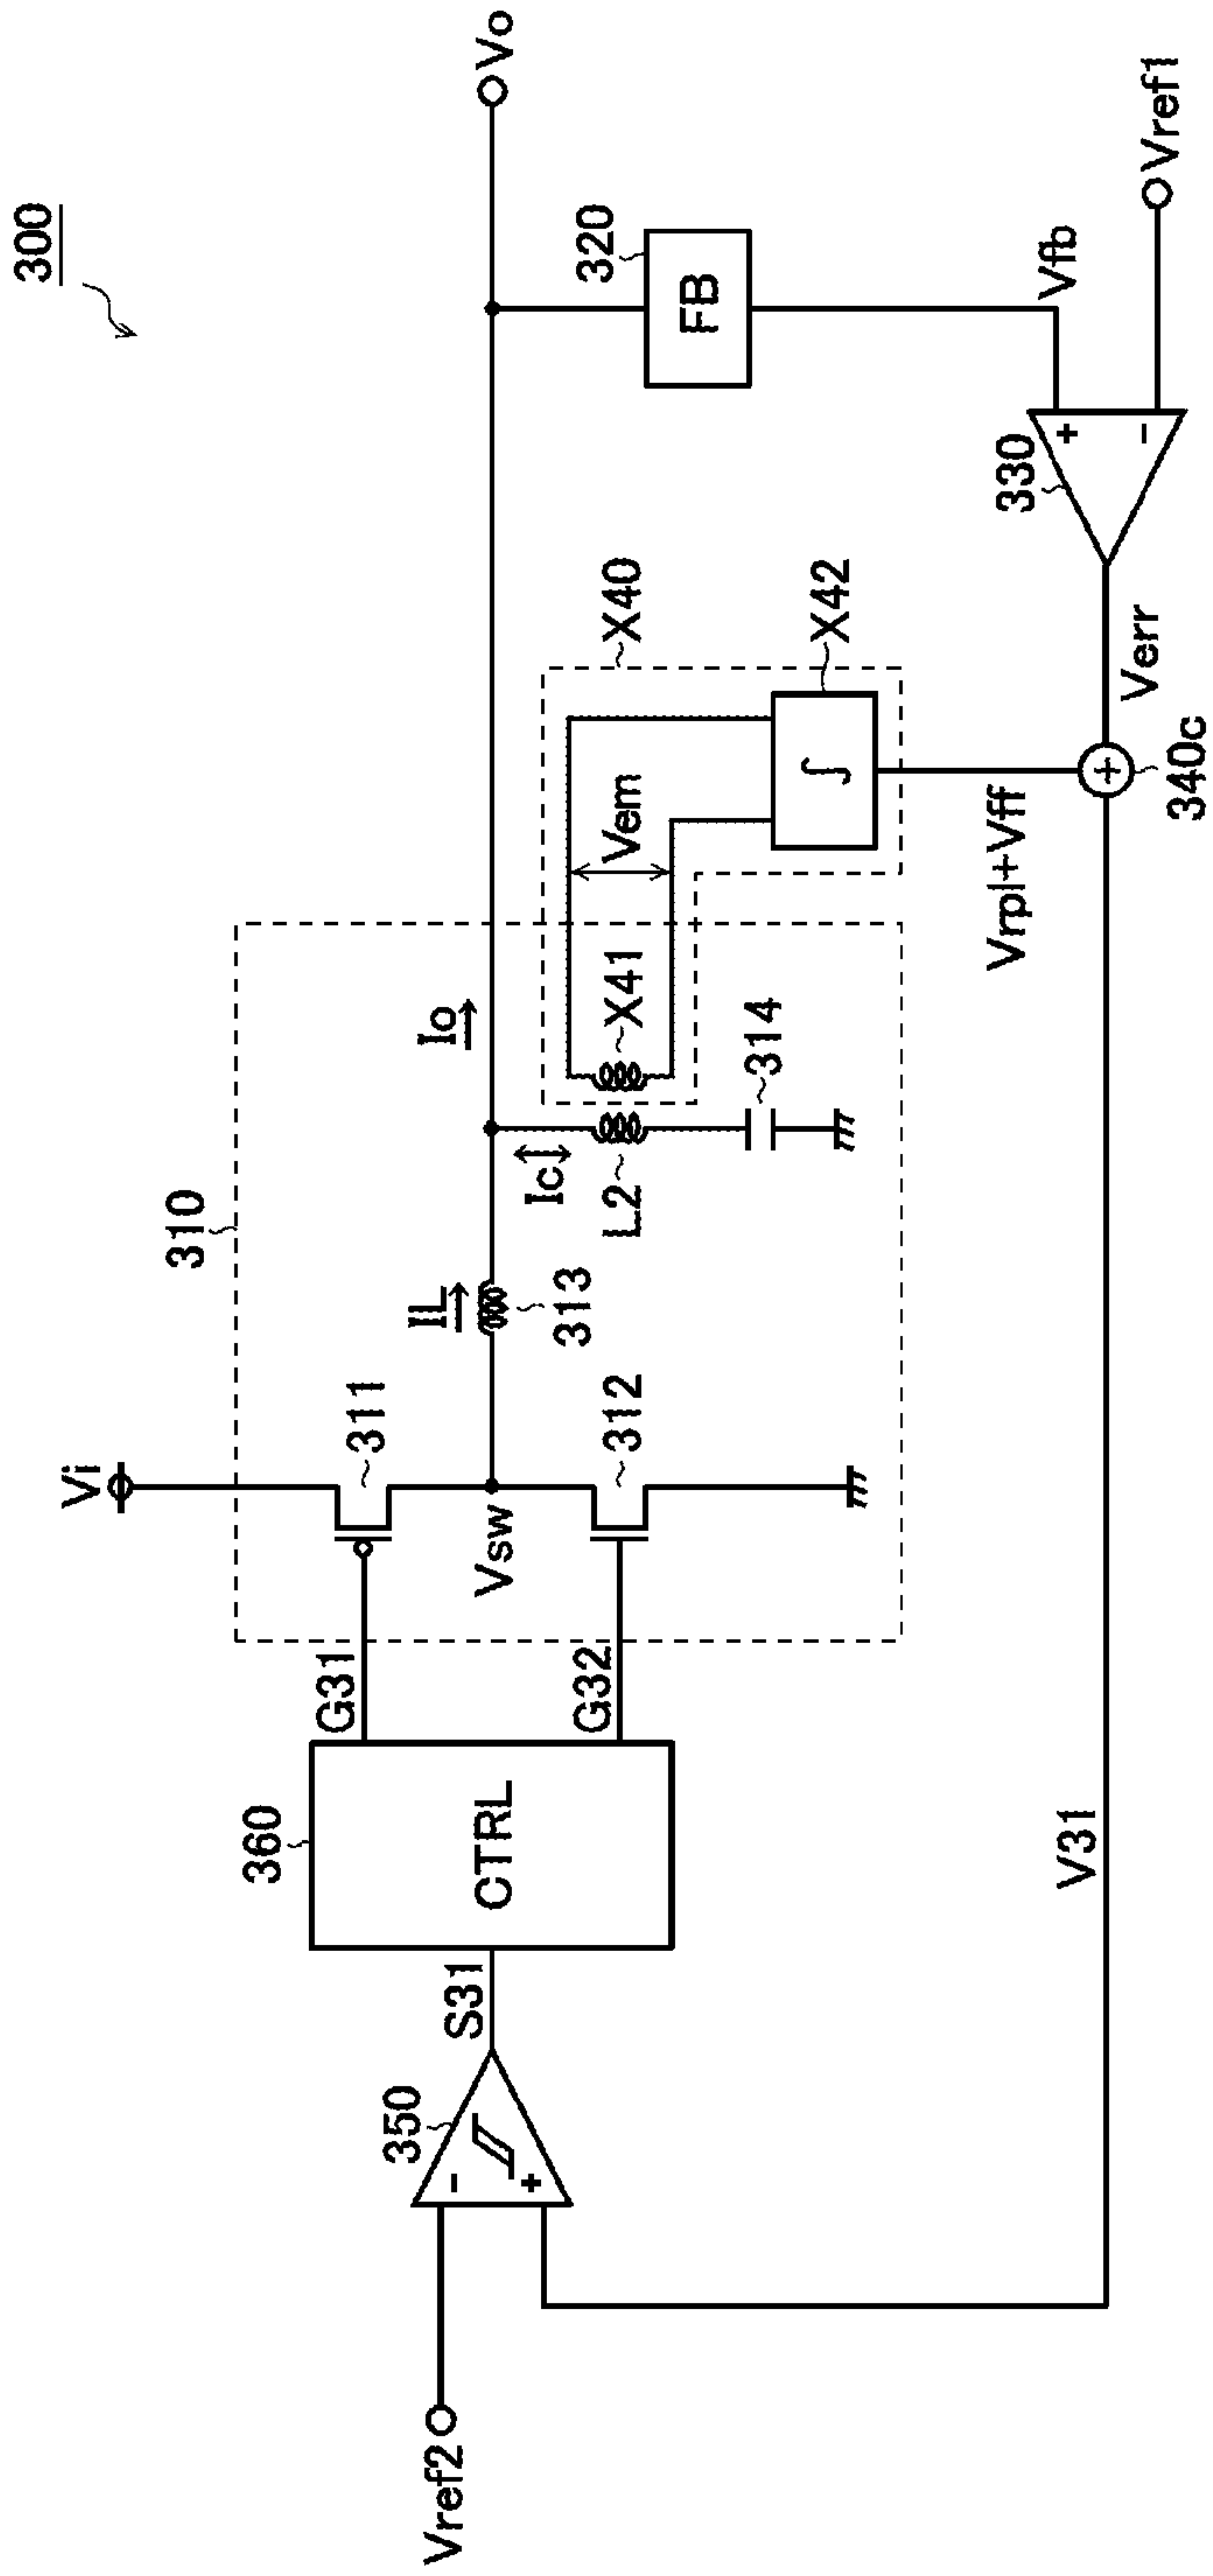 300
310
Vi
311
IL
Io
Vo
360
G31
313
Vsw
Ic
350
S31
CTRL
G32
312
L2
X41
Vem
X40
320
FB
314
X42
Vref2
-
+
Vrpl+Vff
∫
330
Vfb
+
-
V31
+
340c
Verr
Vref1